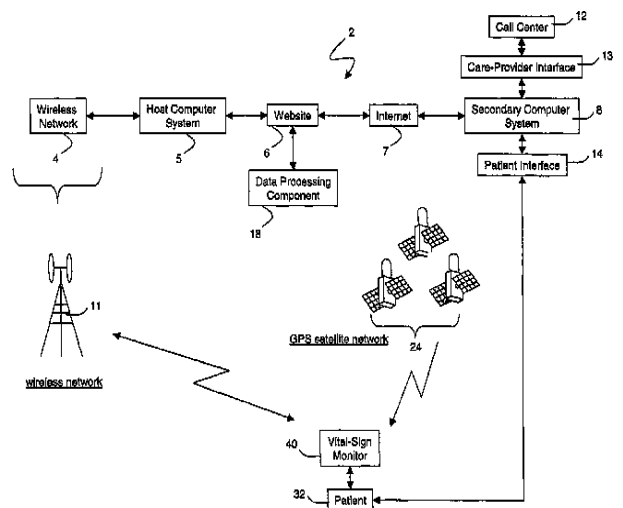 12
Call Center
2
13
Care-Provider Interface
Wireless
Network
Host Computer
System
Website
Internet
Secondary Computer
System
4
5
6
7
8
Patient Interface
14
Data Processing
Component
18
11
GPS satellite network
24
wireless network
40
Vital-Sign
Monitor
32
Patient